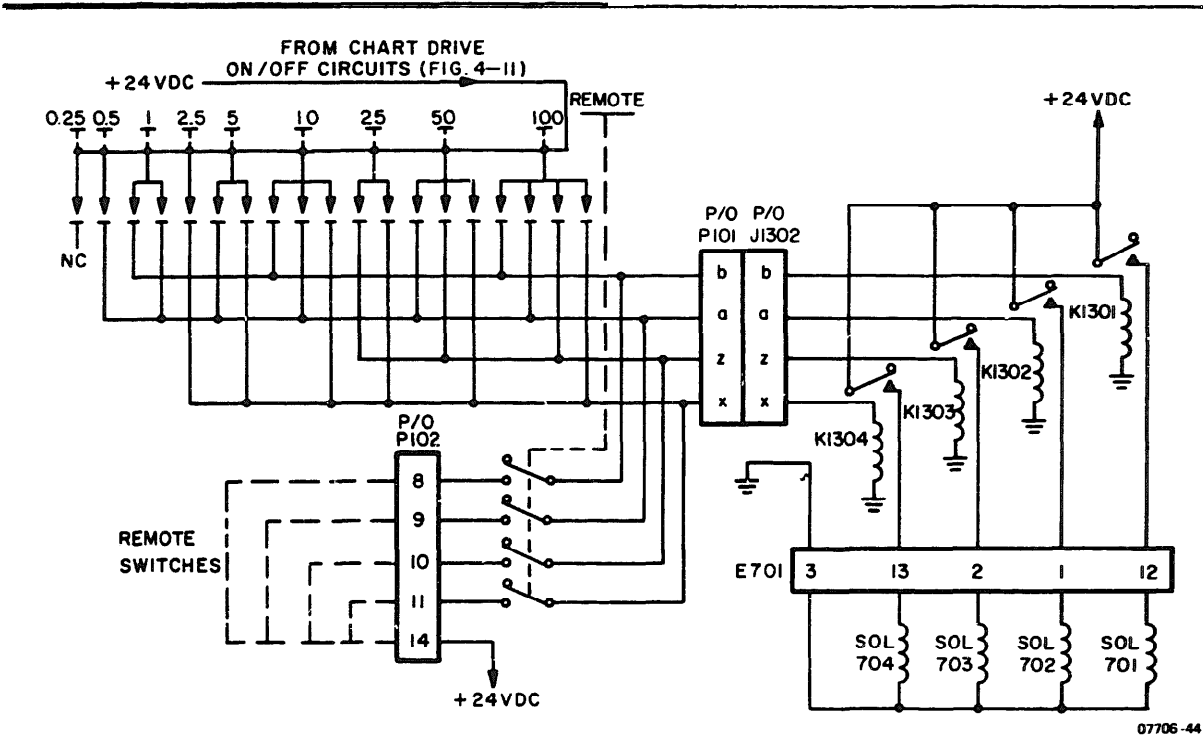 FROM CHART DRIVE
ON/OFF CIRCUITS (FIG. 4-11)
+24VDC
REMOTE
+24VDC
0.25 0.5 1 2.5 5 10 25 50 100
NC
P/O P/O
P101 J1302
b b
a a
z z
x x
K1301
K1302
K1303
K1304
P/O
P102
8
9
10
11
14
REMOTE
SWITCHES
+24VDC
E701 3 13 2 1 12
SOL SOL SOL SOL
704 703 702 701
07706-44